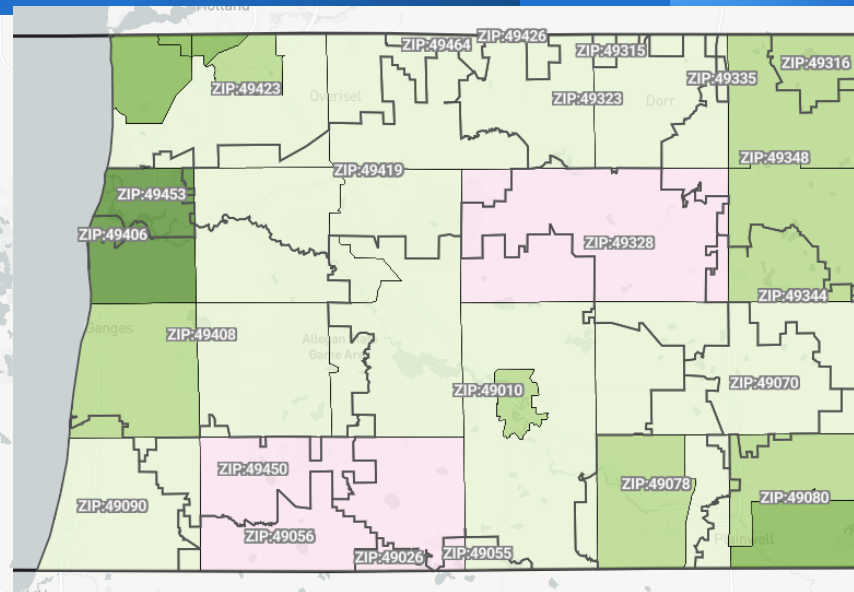 Holland
ZIP:49464
ZIP:49426
ZIP:49315
ZIP:49316
ZIP:49335
ZIP:49423
Overisel
ZIP:49323
Dorr
ZIP:49348
ZIP:49419
ZIP:49453
ZIP:49406
ZIP:49328
ZIP:49344
Ganges
ZIP:49408
Allegan State
Game Area
ZIP:49010
ZIP:49070
ZIP:49450
ZIP:49078
ZIP:49080
ZIP:49090
ZIP:49056
Plainwell
ZIP:49026
ZIP:49055